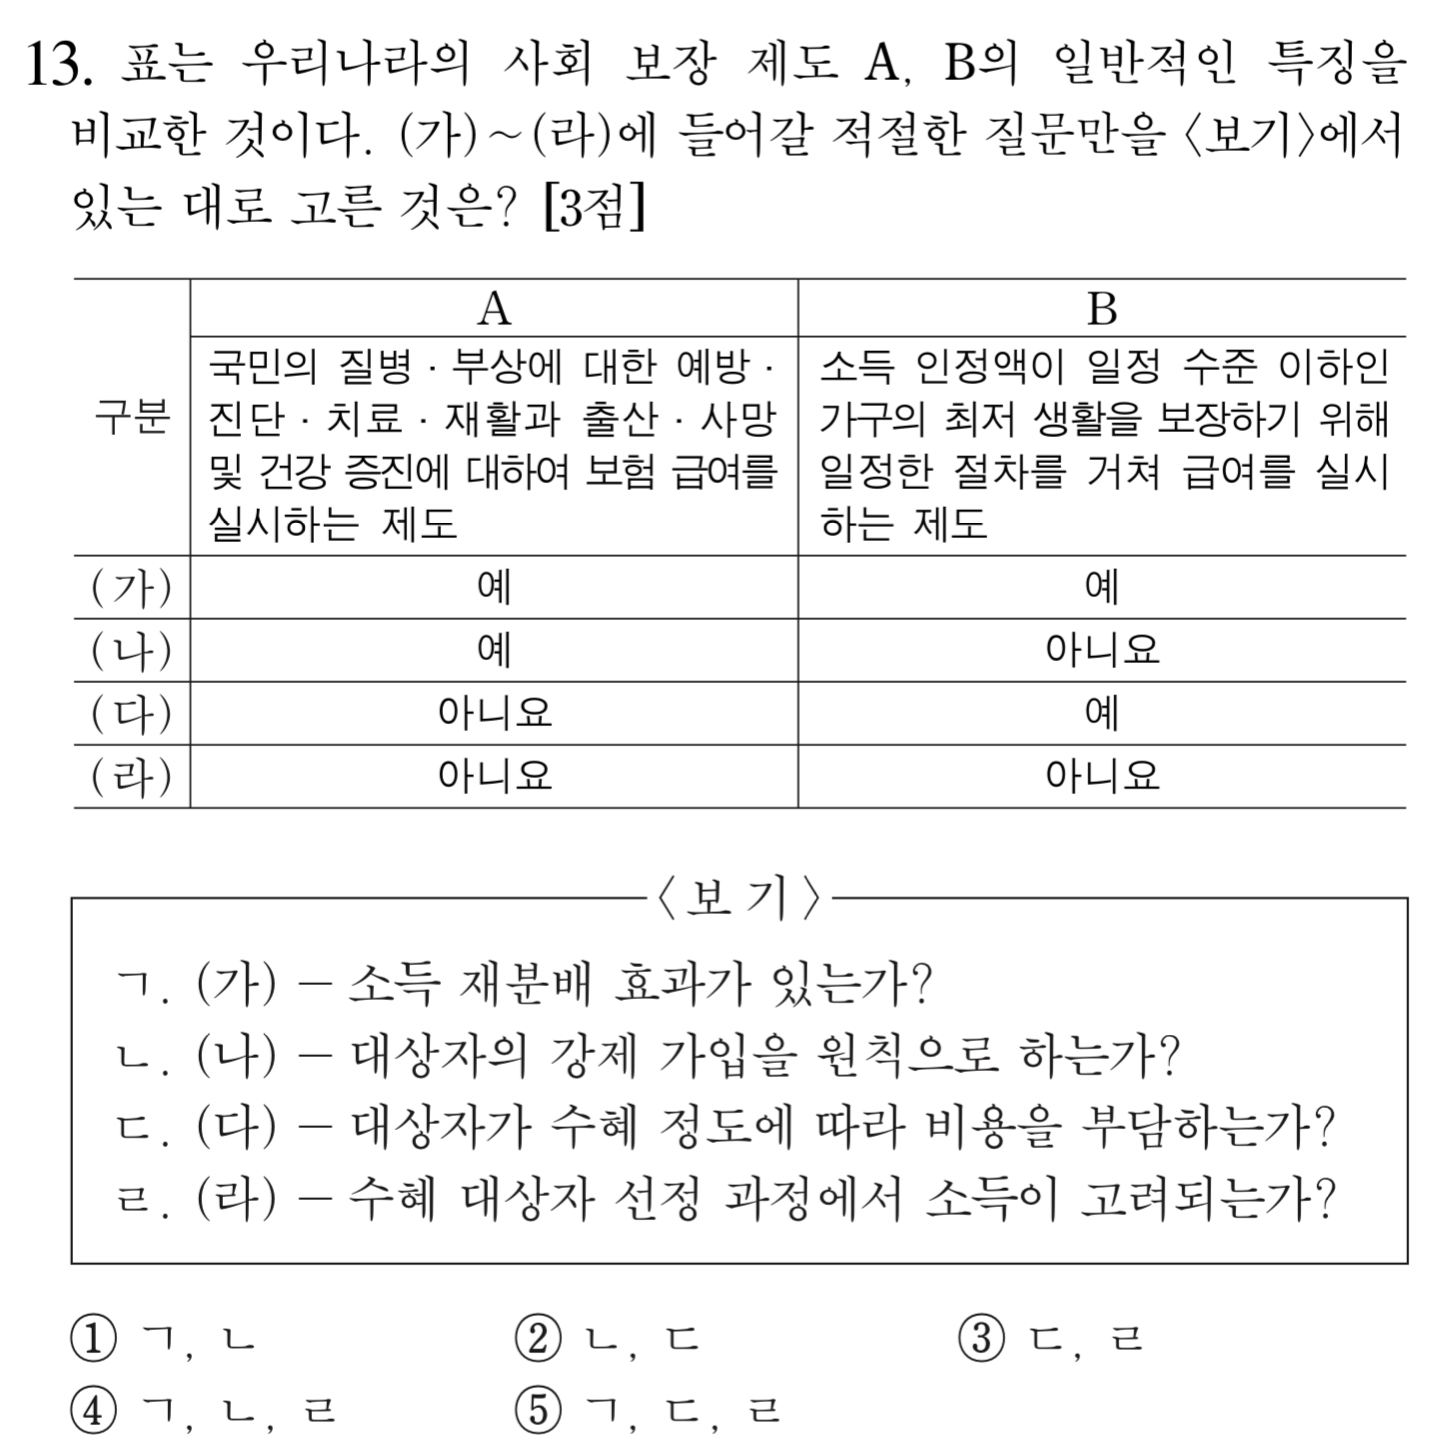 13. 표는 우리나라의 사회 보장 제도 A, B의 일반적인 특징을
비교한 것이다. (가)~(라)에 들어갈 적절한 질문만을 〈보기〉에서
있는 대로 고른 것은? [3점]
구분
A
국민의 질병·부상에 대한 예방·
진단·치료·재활과 출산·사망
및 건강 증진에 대하여 보험 급여를
실시하는 제도
B
소득 인정액이 일정 수준 이하인
가구의 최저 생활을 보장하기 위해
일정한 절차를 거쳐 급여를 실시
하는 제도
(가) 예 예
(나) 예 아니요
(다) 아니요 예
(라) 아니요 아니요
〈보기〉
ㄱ. (가) - 소득 재분배 효과가 있는가?
ㄴ. (나) - 대상자의 강제 가입을 원칙으로 하는가?
ㄷ. (다) - 대상자가 수혜 정도에 따라 비용을 부담하는가?
ㄹ. (라) - 수혜 대상자 선정 과정에서 소득이 고려되는가?
① ㄱ, ㄴ ② ㄴ, ㄷ ③ ㄷ, ㄹ
④ ㄱ, ㄴ, ㄹ ⑤ ㄱ, ㄷ, ㄹ